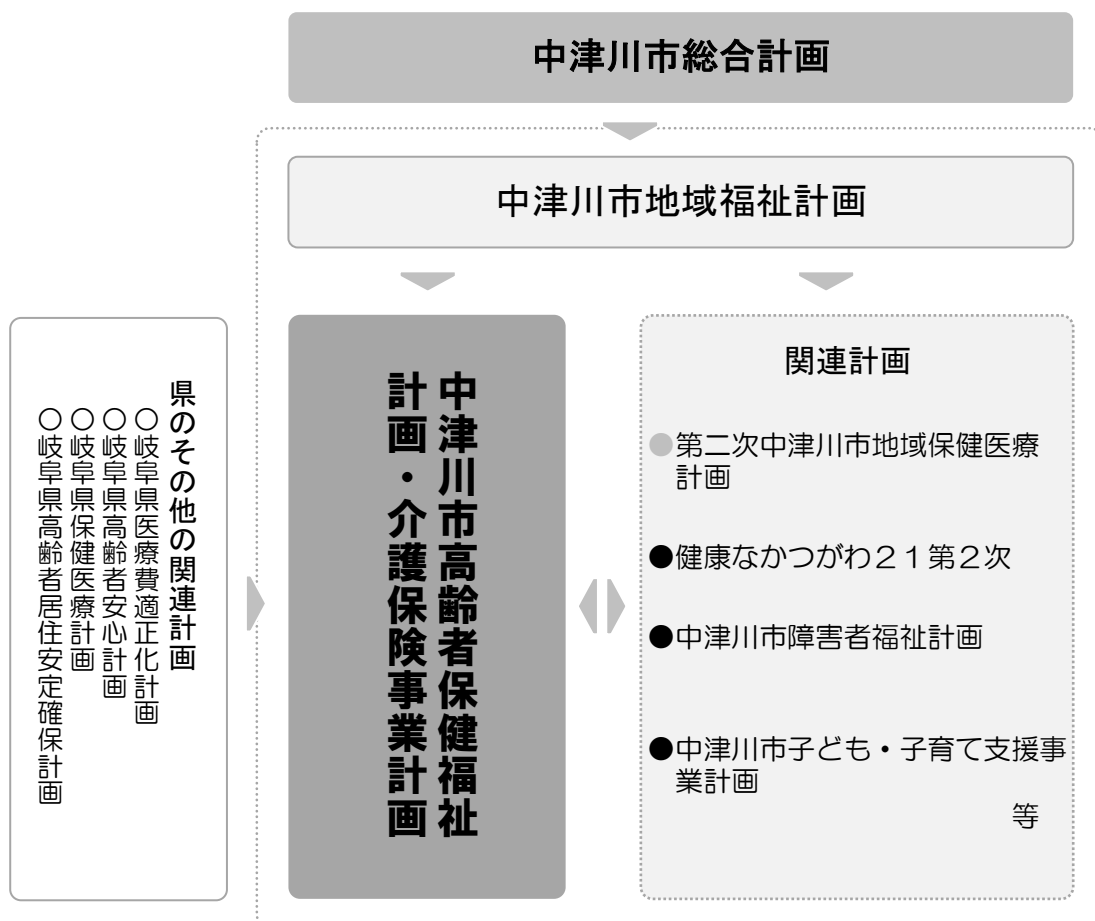 中津川市総合計画
中津川市地域福祉計画
県のその他の関連計画
○岐阜県医療費適正化計画
○岐阜県高齢者安心計画
○岐阜県保健医療計画
○岐阜県高齢者居住安定確保計画
中津川市高齢者保健福祉
計画・介護保険事業計画
関連計画
●第二次中津川市地域保健医療
計画
●健康なかつがわ２１第２次
●中津川市障害者福祉計画
●中津川市子ども・子育て支援事
業計画
等